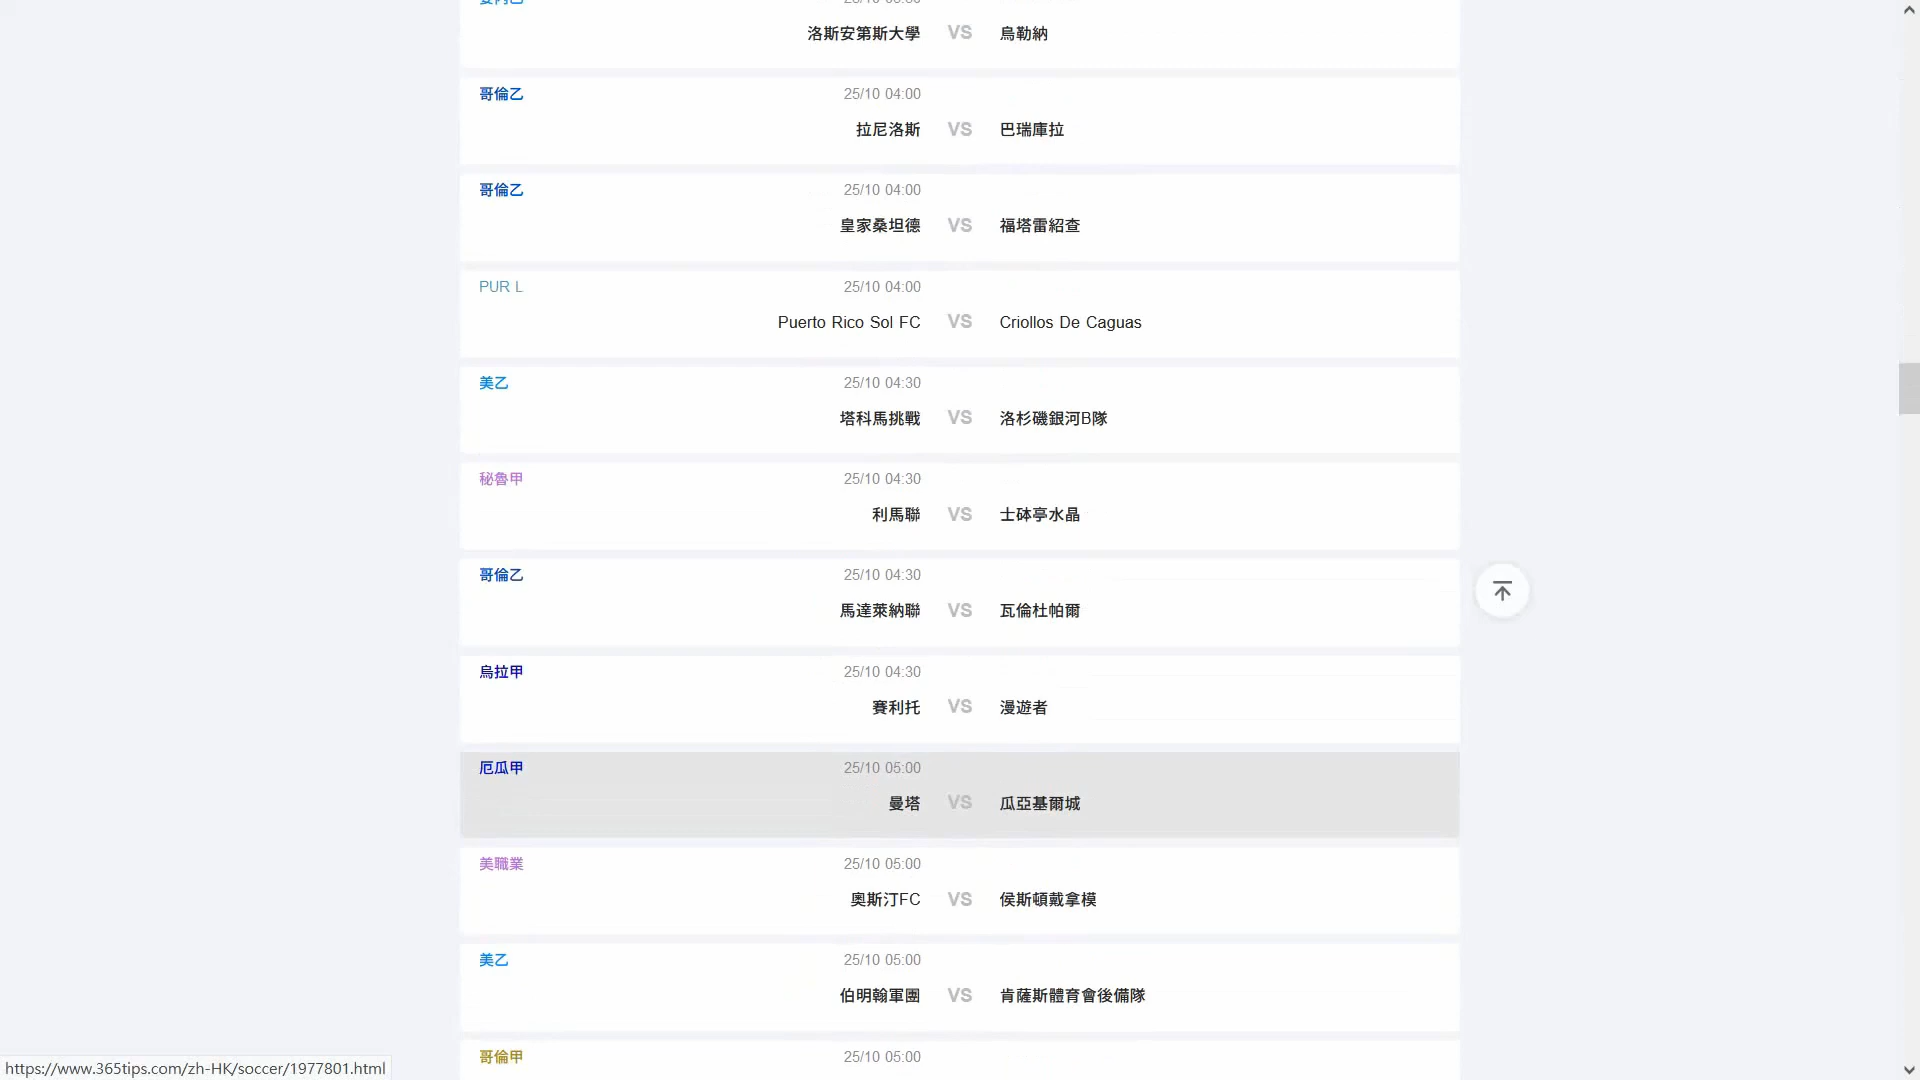 洛斯安第斯大學 VS 烏勒納
哥倫乙 25/10 04:00
拉尼洛斯 VS 巴瑞庫拉
哥倫乙 25/10 04:00
皇家桑坦德 VS 福塔雷紹查
PUR L 25/10 04:00
Puerto Rico Sol FC VS Criollos De Caguas
美乙 25/10 04:30
塔科馬挑戰 VS 洛杉磯銀河B隊
秘魯甲 25/10 04:30
利馬聯 VS 士砵亭水晶
哥倫乙 25/10 04:30
馬達萊納聯 VS 瓦倫杜帕爾
烏拉甲 25/10 04:30
賽利托 VS 漫遊者
厄瓜甲 25/10 05:00
曼塔 VS 瓜亞基爾城
美職業 25/10 05:00
奧斯汀FC VS 侯斯頓戴拿模
美乙 25/10 05:00
伯明翰軍團 VS 肯薩斯體育會後備隊
哥倫甲 25/10 05:00
https://www.365tips.com/zh-HK/soccer/1977801.html